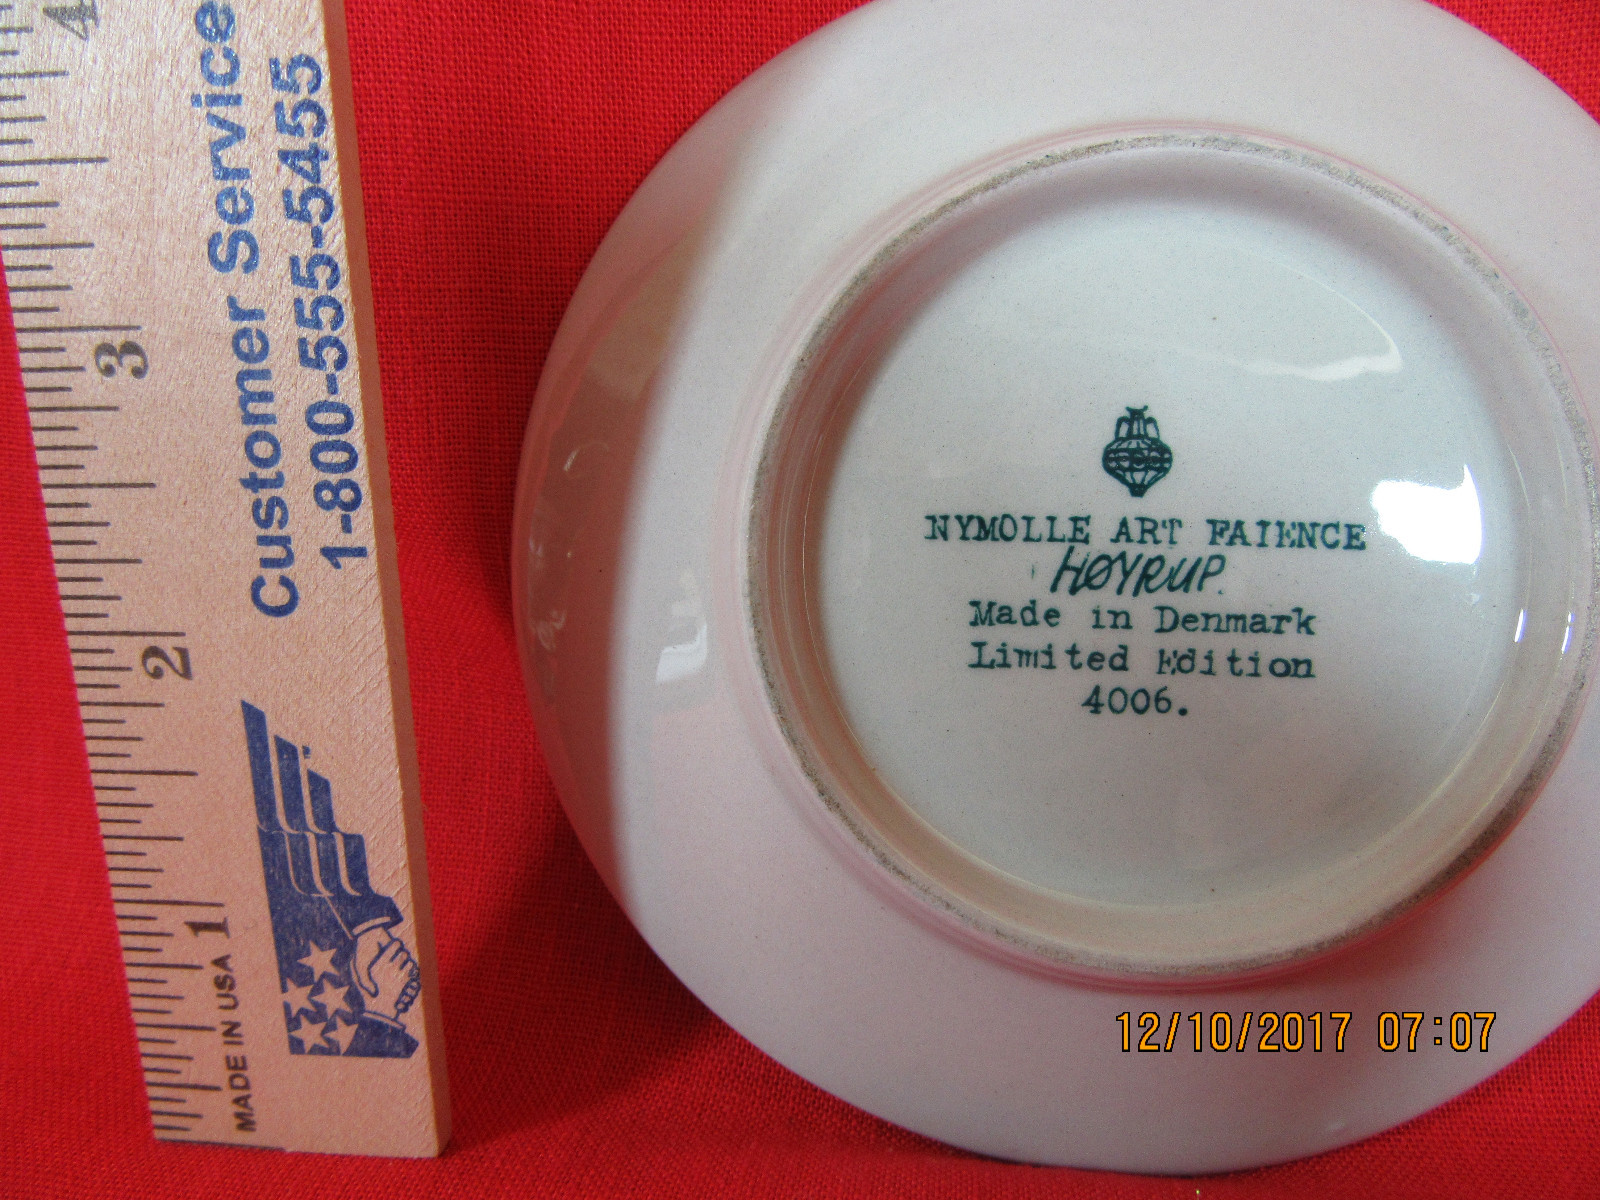 4
Customer Service
1-800-555-5455
3
2
1
MADE IN USA
NYMOLLE ART FAIENCE
HØYRUP.
Made in Denmark
Limited Edition
4006.
12/10/2017 07:07